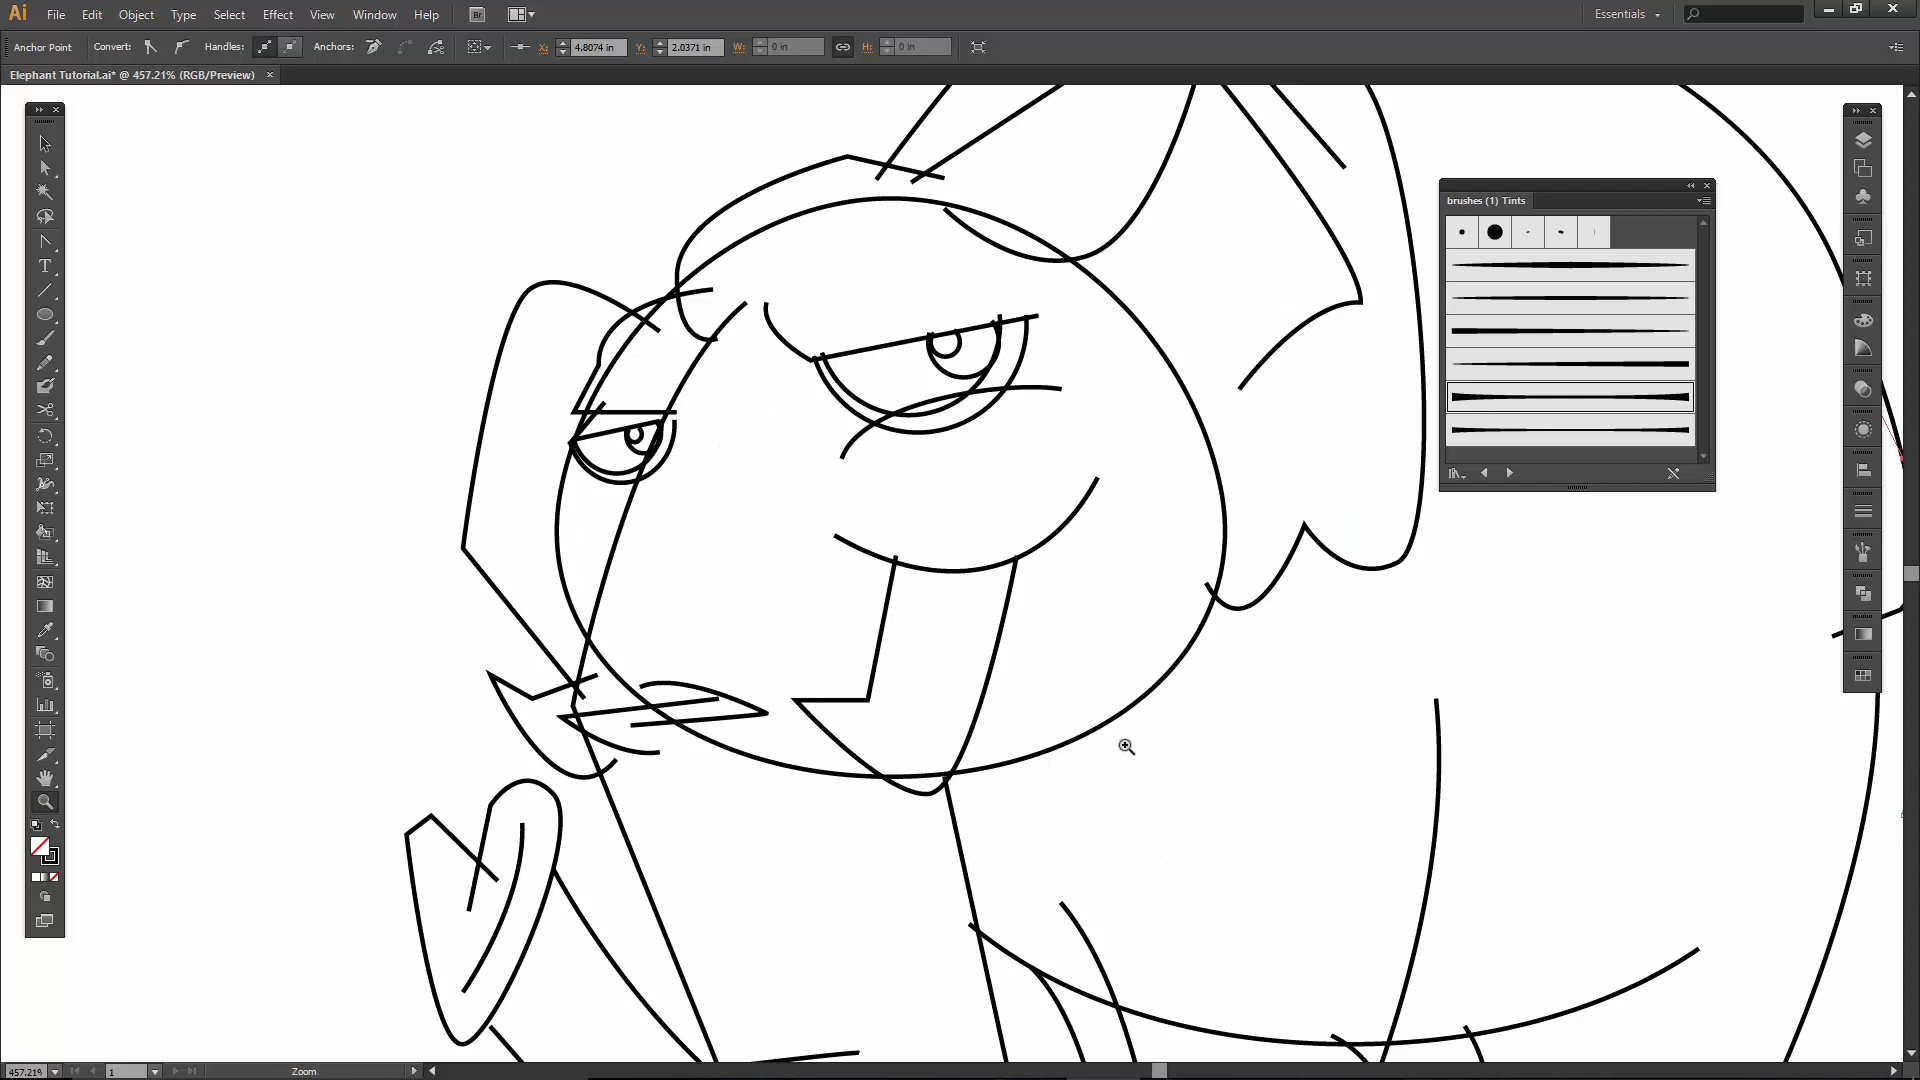 Ai File Edit Object Type Select Effect View Window Help Br Essentials
Anchor Point Convert: Handles: Anchors: X: 4.8074 in Y: 2.0371 in W: 0 in H: 0 in
Elephant Tutorial.ai* @ 457.21% (RGB/Preview) ×
brushes (1) Tints
T
457.21% 1 Zoom